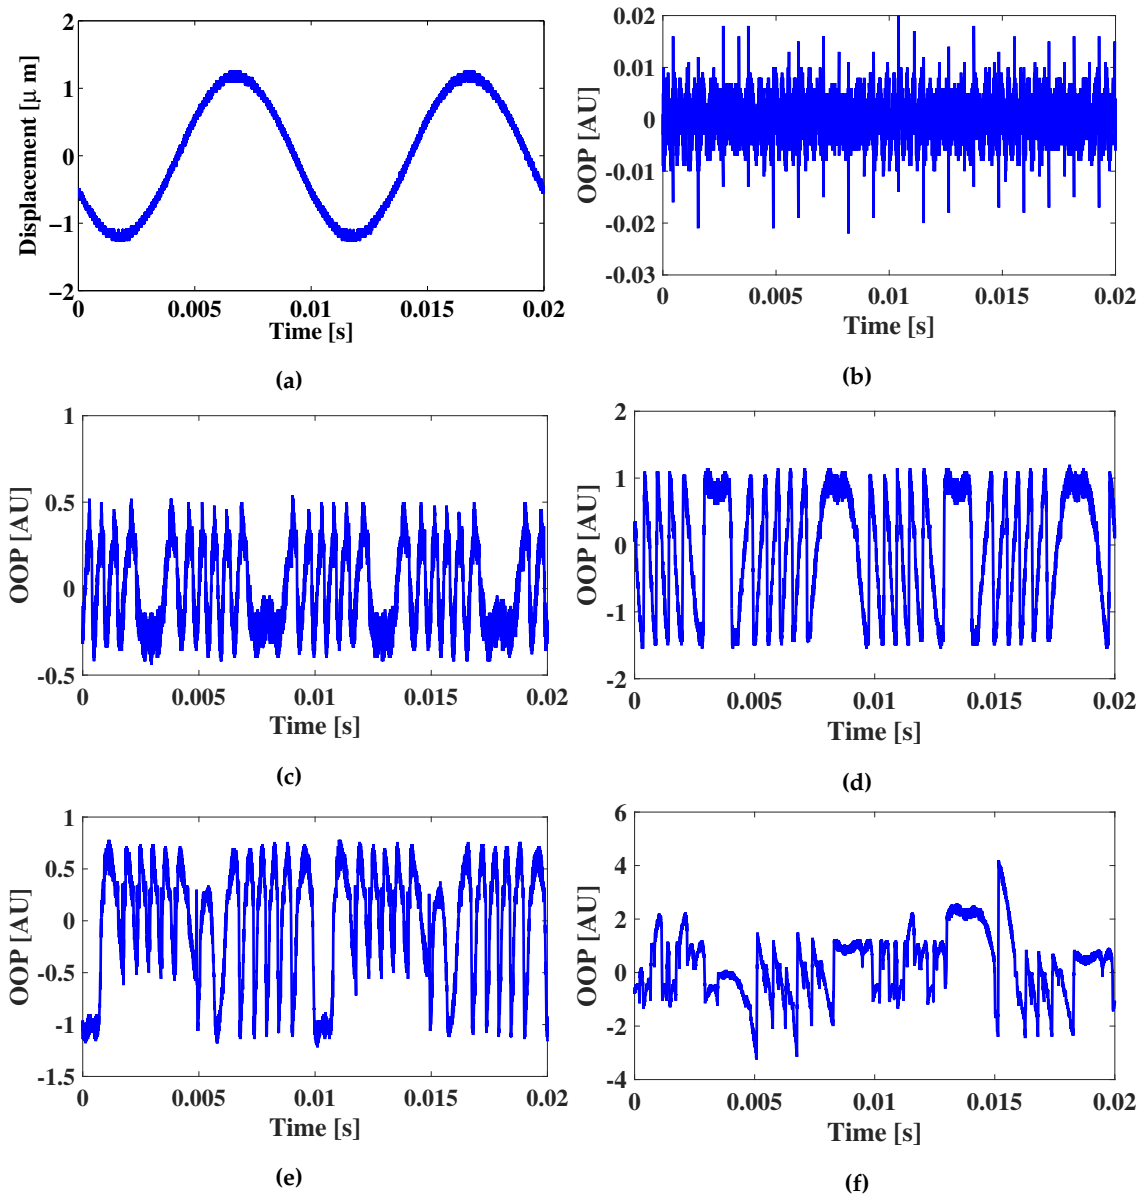 2
1
0
−1
−2
Displacement [μ m]
0 0.005 0.01 0.015 0.02
Time [s]
(a)
0.02
0.01
0
-0.01
-0.02
-0.03
OOP [AU]
0 0.005 0.01 0.015 0.02
Time [s]
(b)
1
0.5
0
-0.5
OOP [AU]
0 0.005 0.01 0.015 0.02
Time [s]
(c)
2
1
0
-1
-2
OOP [AU]
0 0.005 0.01 0.015 0.02
Time [s]
(d)
1
0.5
0
-0.5
-1
-1.5
OOP [AU]
0 0.005 0.01 0.015 0.02
Time [s]
(e)
6
4
2
0
-2
-4
OOP [AU]
0 0.005 0.01 0.015 0.02
Time [s]
(f)